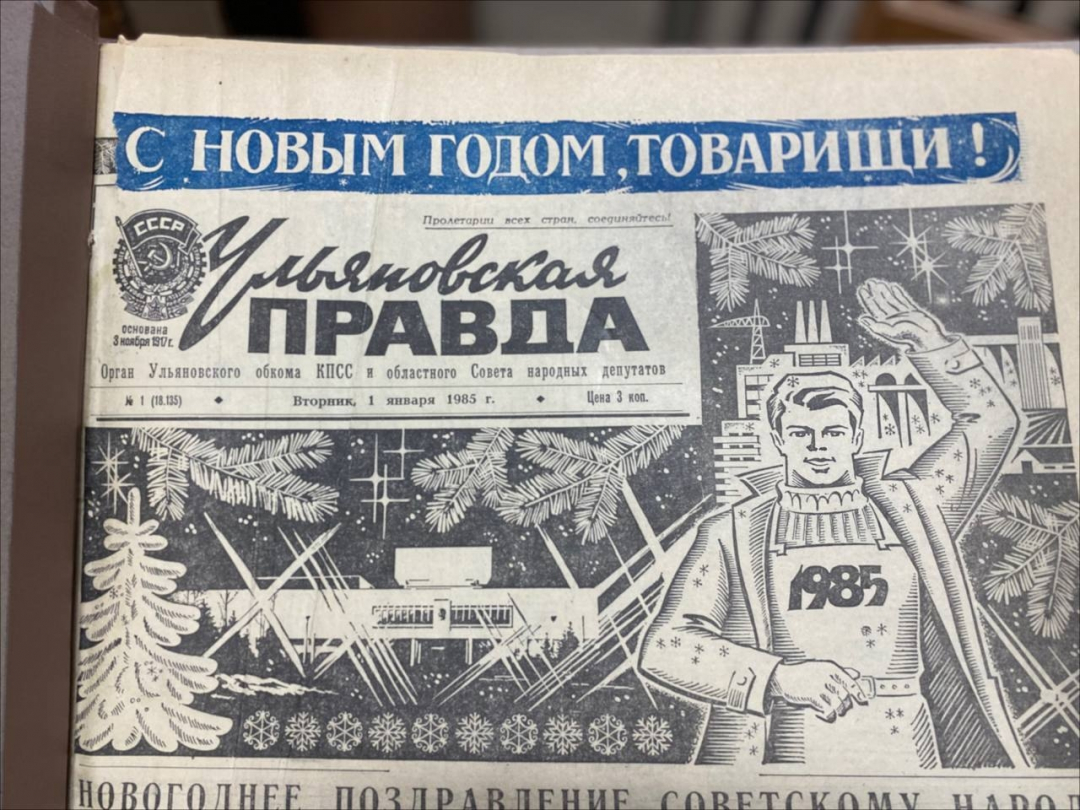 С НОВЫМ ГОДОМ, ТОВАРИЩИ!
Пролетарии всех стран, соединяйтесь!
СССР
Ульяновская
ПРАВДА
основана
3 ноября 1917 г.
Орган Ульяновского обкома КПСС и областного Совета народных депутатов
№ 1 (18.135) ◆ Вторник, 1 января 1985 г. ◆ Цена 3 коп.
1985
НОВОГОДНЕЕ ПОЗДРАВЛЕНИЕ СОВЕТСКОМУ НАРОД